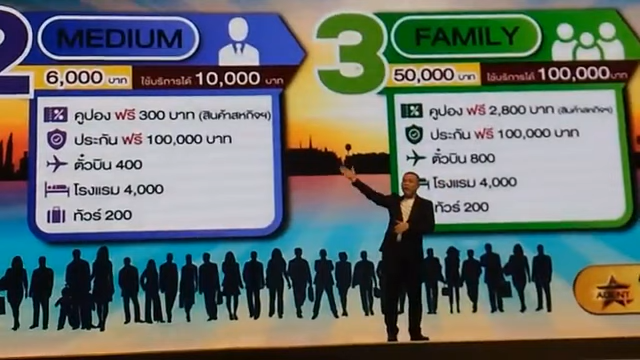 2 MEDIUM
6,000 บาท ใช้บริการได้ 10,000 บาท
คูปอง ฟรี 300 บาท (สินค้าสหกิจฯ)
ประกัน ฟรี 100,000 บาท
ตั๋วบิน 400
โรงแรม 4,000
ทัวร์ 200
3 FAMILY
50,000 บาท ใช้บริการได้ 100,000 บาท
คูปอง ฟรี 2,800 บาท (สินค้าสหกิจฯ)
ประกัน ฟรี 100,000 บาท
ตั๋วบิน 800
โรงแรม 4,000
ทัวร์ 200
AGENT